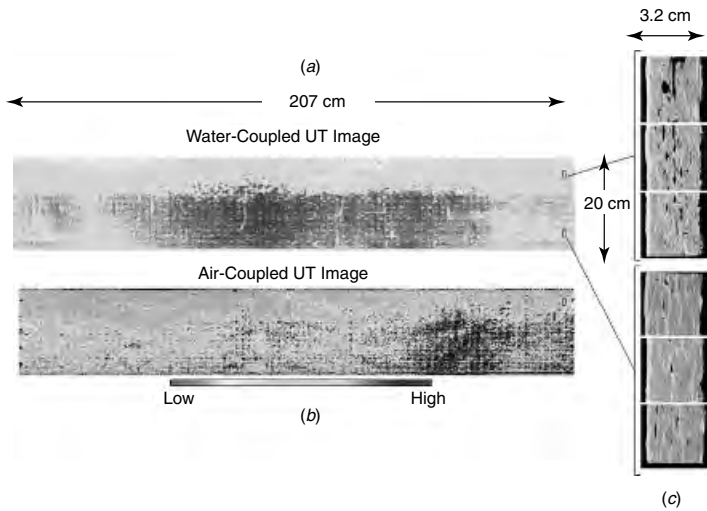 3.2 cm
(a)
207 cm
Water-Coupled UT Image
20 cm
Air-Coupled UT Image
Low
High
(b)
(c)